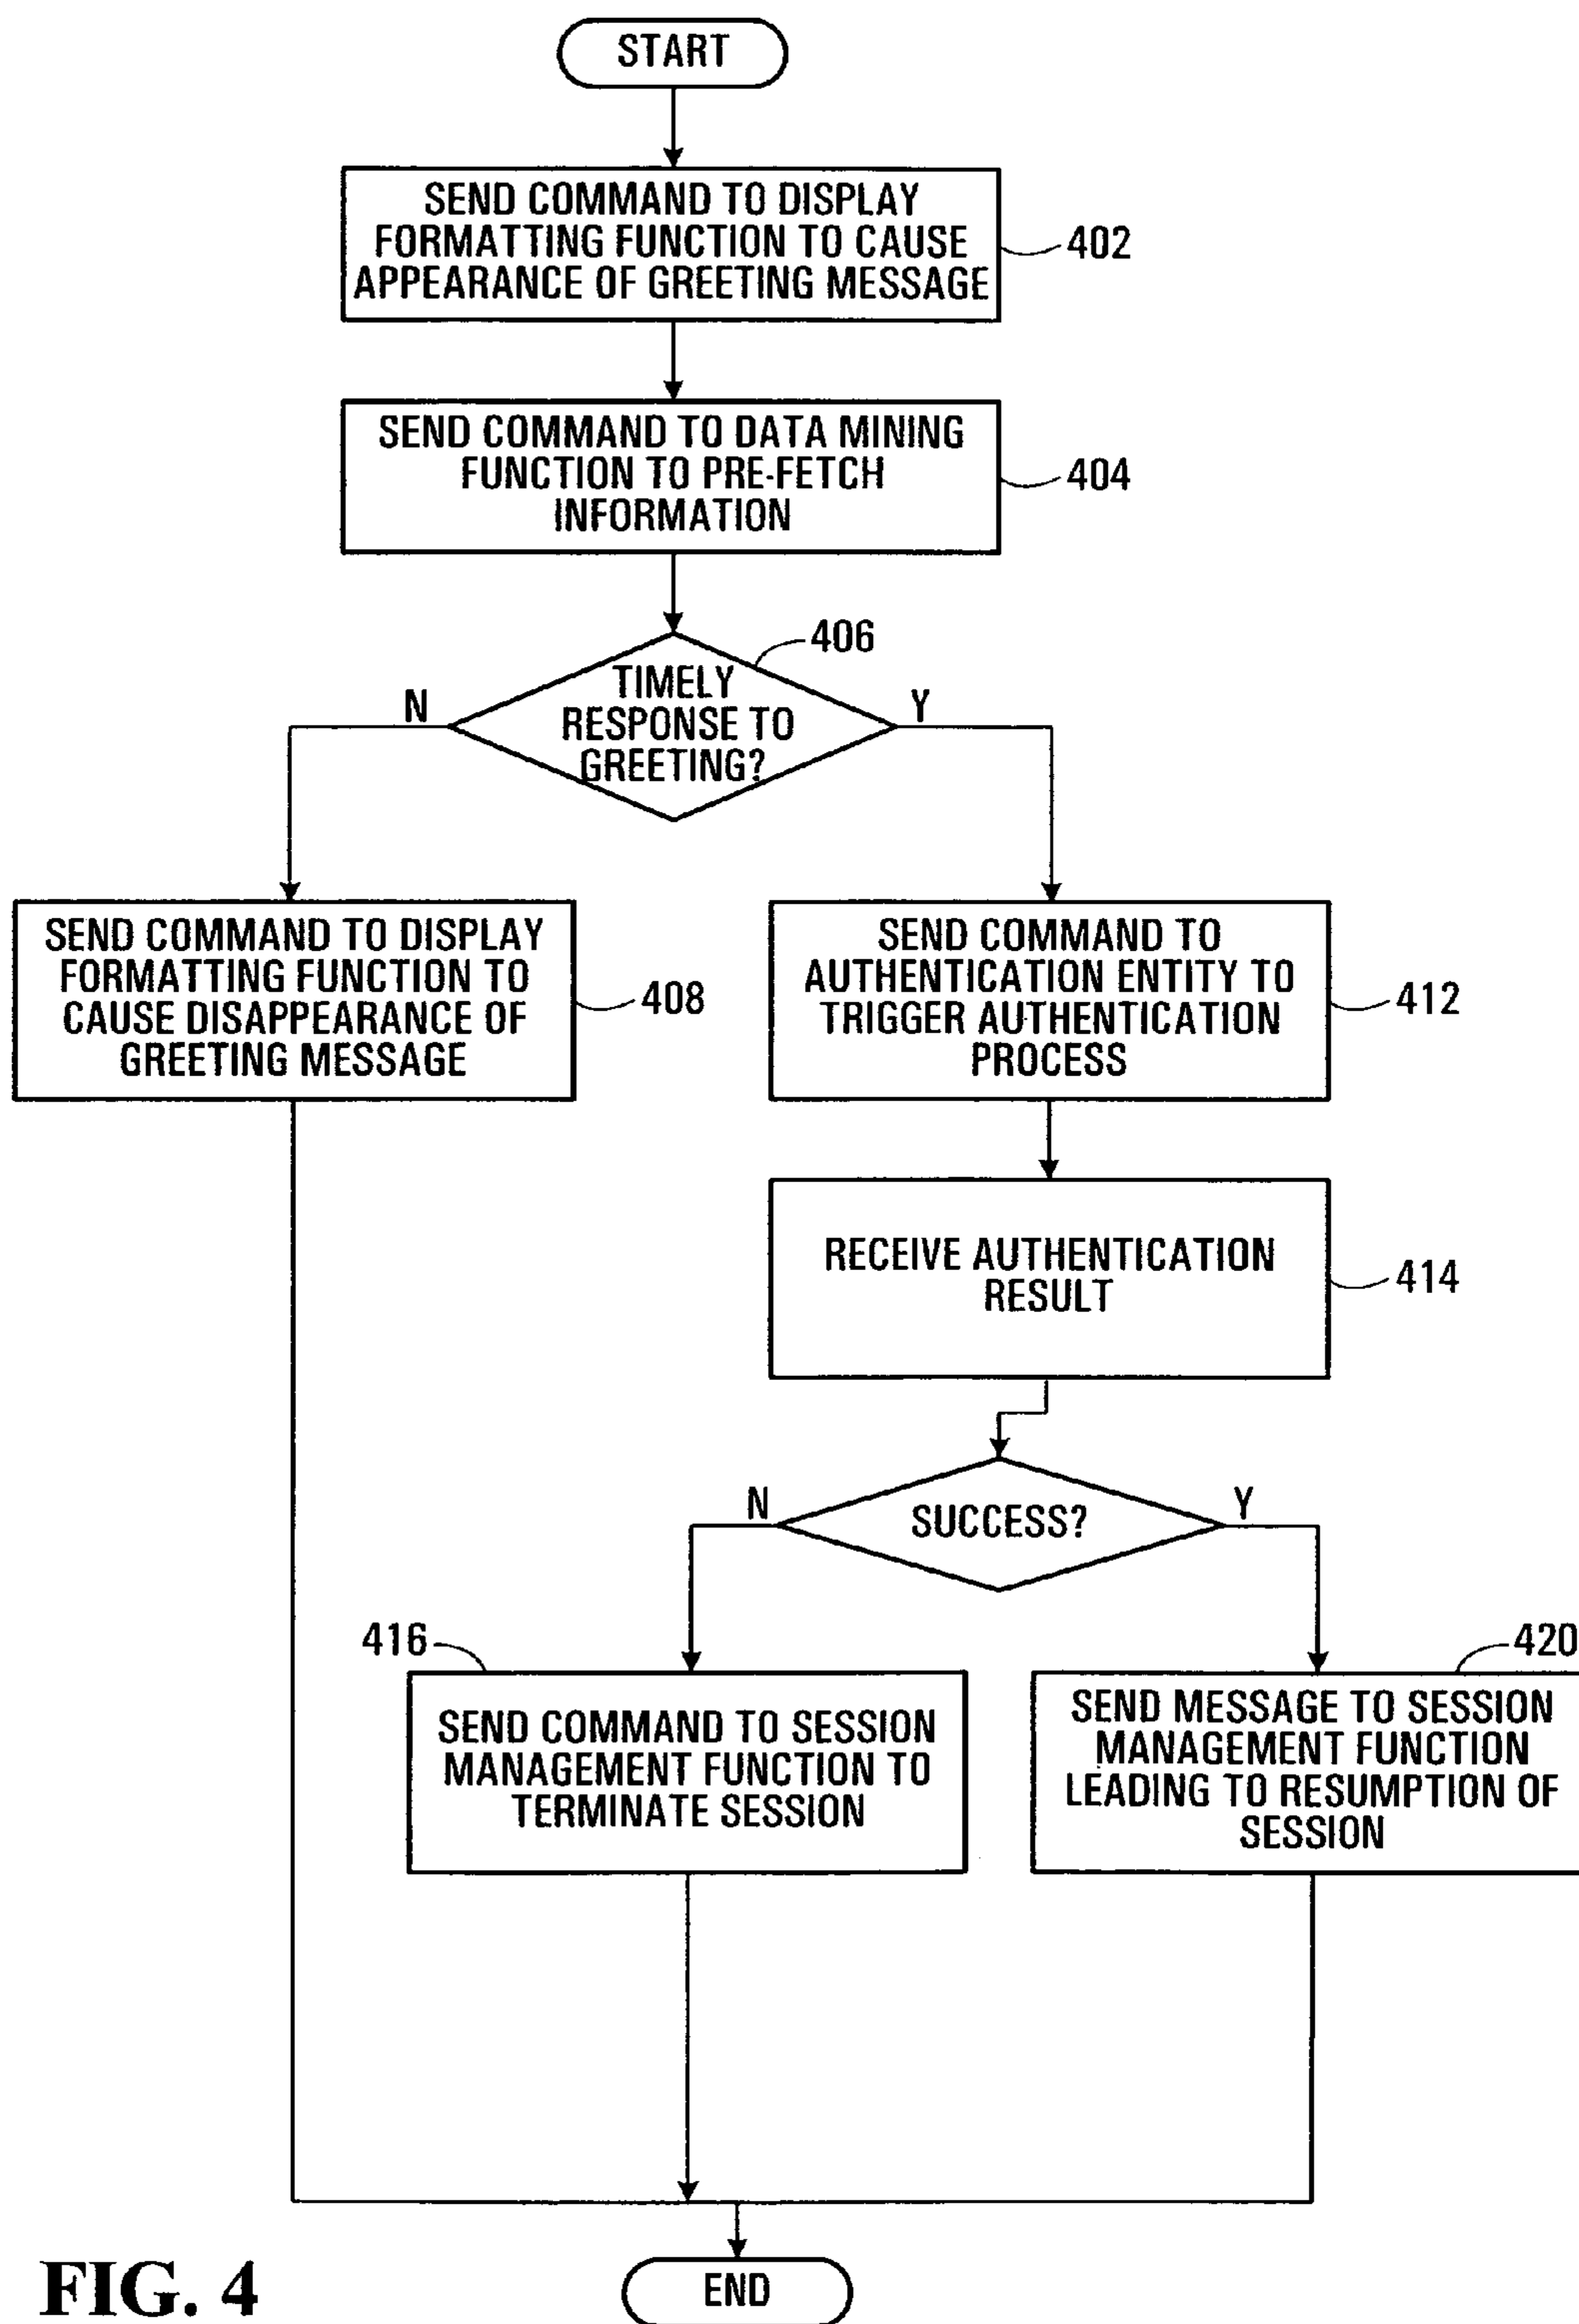 START
SEND COMMAND TO DISPLAY
FORMATTING FUNCTION TO CAUSE
APPEARANCE OF GREETING MESSAGE
402
SEND COMMAND TO DATA MINING
FUNCTION TO PRE-FETCH
INFORMATION
404
406
TIMELY
RESPONSE TO
GREETING?
N
Y
SEND COMMAND TO DISPLAY
FORMATTING FUNCTION TO
CAUSE DISAPPEARANCE OF
GREETING MESSAGE
408
SEND COMMAND TO
AUTHENTICATION ENTITY TO
TRIGGER AUTHENTICATION
PROCESS
412
RECEIVE AUTHENTICATION
RESULT
414
SUCCESS?
N
Y
416
SEND COMMAND TO SESSION
MANAGEMENT FUNCTION TO
TERMINATE SESSION
420
SEND MESSAGE TO SESSION
MANAGEMENT FUNCTION
LEADING TO RESUMPTION OF
SESSION
END
FIG. 4